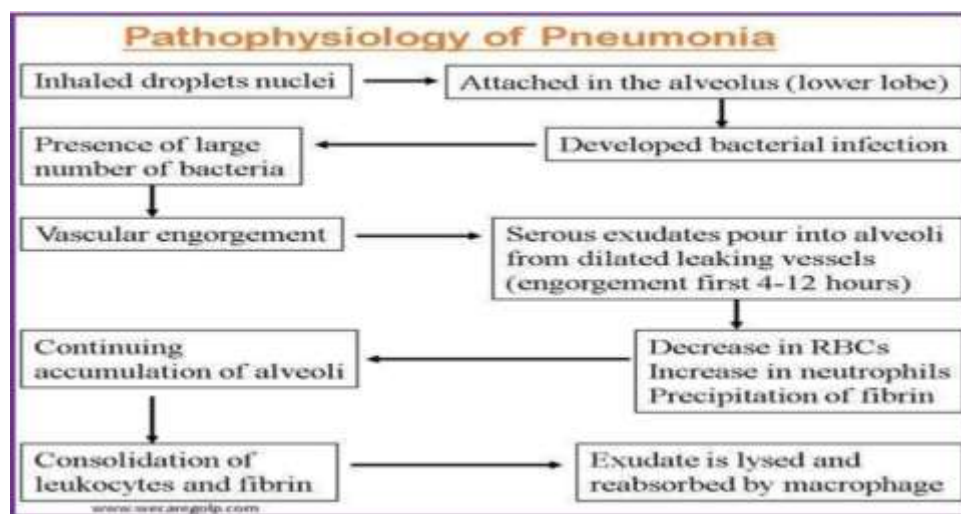 Pathophysiology of Pneumonia
Inhaled droplets nuclei
Attached in the alveolus (lower lobe)
Developed bacterial infection
Presence of large
number of bacteria
Vascular engorgement
Serous exudates pour into alveoli
from dilated leaking vessels
(engorgement first 4-12 hours)
Decrease in RBCs
Increase in neutrophils
Precipitation of fibrin
Continuing
accumulation of alveoli
Consolidation of
leukocytes and fibrin
Exudate is lysed and
reabsorbed by macrophage
www.wecaregolp.com